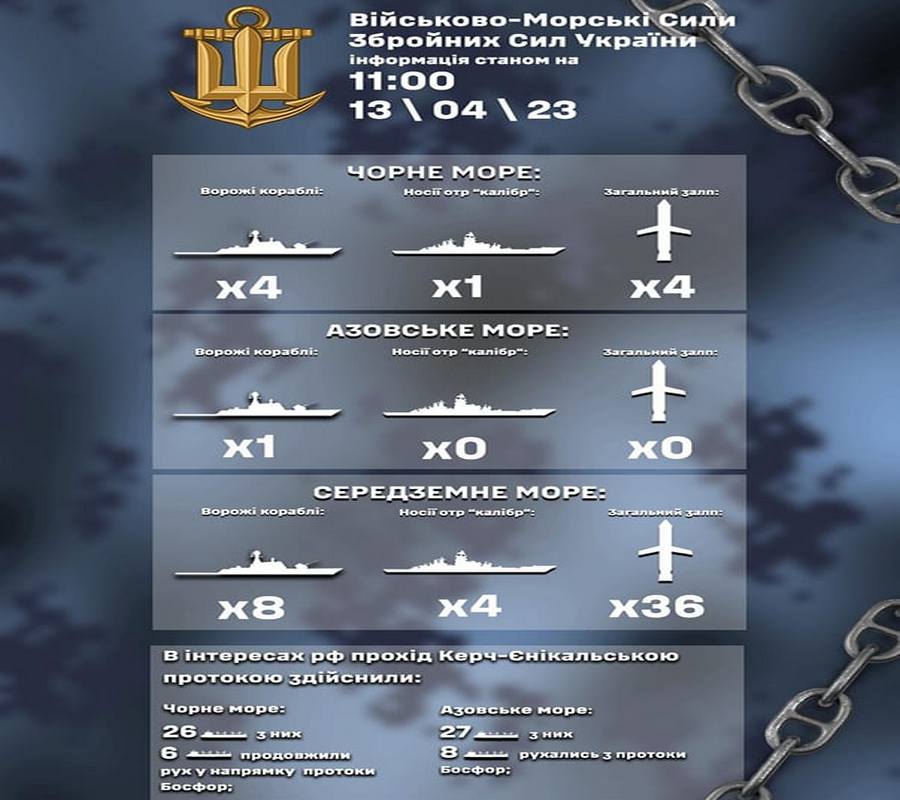 Військово-Морські Сили
Збройних Сил України
інформація станом на
11:00
13 \ 04 \ 23
ЧОРНЕ МОРЕ:
Ворожі кораблі: Носії отр "калібр": Загальний залп:
x4 x1 x4
АЗОВСЬКЕ МОРЕ:
Ворожі кораблі: Носії отр "калібр": Загальний залп:
x1 x0 x0
СЕРЕДЗЕМНЕ МОРЕ:
Ворожі кораблі: Носії отр "калібр": Загальний залп:
x8 x4 x36
В інтересах рф прохід Керч-Єнікальською
протокою здійснили:
Чорне море:
26 з них
6 продовжили
рух у напрямку протоки
Босфор;
Азовське море:
27 з них
8 рухались з протоки
Босфор;